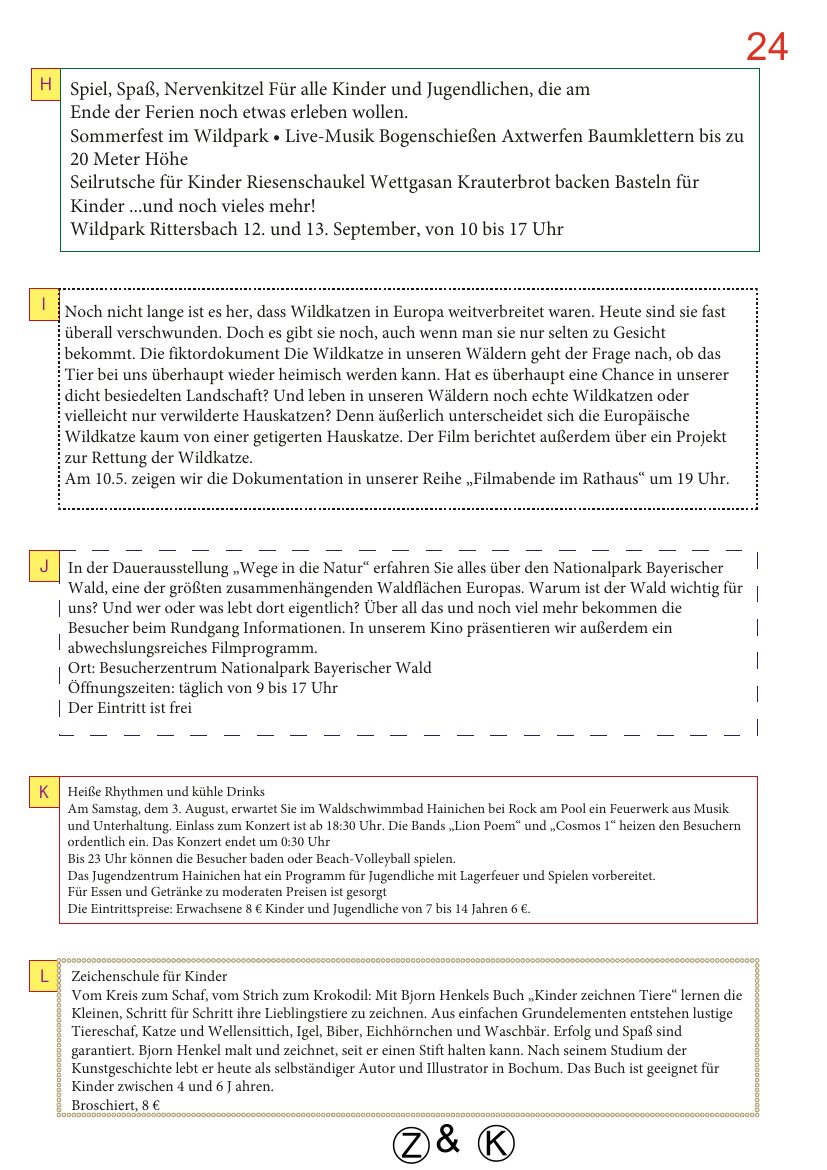 24
H
Spiel, Spaß, Nervenkitzel Für alle Kinder und Jugendlichen, die am
Ende der Ferien noch etwas erleben wollen.
Sommerfest im Wildpark • Live-Musik Bogenschießen Axtwerfen Baumklettern bis zu
20 Meter Höhe
Seilrutsche für Kinder Riesenschaukel Wettgasan Krauterbrot backen Basteln für
Kinder ...und noch vieles mehr!
Wildpark Rittersbach 12. und 13. September, von 10 bis 17 Uhr
I
Noch nicht lange ist es her, dass Wildkatzen in Europa weitverbreitet waren. Heute sind sie fast
überall verschwunden. Doch es gibt sie noch, auch wenn man sie nur selten zu Gesicht
bekommt. Die fiktordokument Die Wildkatze in unseren Wäldern geht der Frage nach, ob das
Tier bei uns überhaupt wieder heimisch werden kann. Hat es überhaupt eine Chance in unserer
dicht besiedelten Landschaft? Und leben in unseren Wäldern noch echte Wildkatzen oder
vielleicht nur verwilderte Hauskatzen? Denn äußerlich unterscheidet sich die Europäische
Wildkatze kaum von einer getigerten Hauskatze. Der Film berichtet außerdem über ein Projekt
zur Rettung der Wildkatze.
Am 10.5. zeigen wir die Dokumentation in unserer Reihe „Filmabende im Rathaus“ um 19 Uhr.
J
In der Dauerausstellung „Wege in die Natur“ erfahren Sie alles über den Nationalpark Bayerischer
Wald, eine der größten zusammenhängenden Waldflächen Europas. Warum ist der Wald wichtig für
uns? Und wer oder was lebt dort eigentlich? Über all das und noch viel mehr bekommen die
Besucher beim Rundgang Informationen. In unserem Kino präsentieren wir außerdem ein
abwechslungsreiches Filmprogramm.
Ort: Besucherzentrum Nationalpark Bayerischer Wald
Öffnungszeiten: täglich von 9 bis 17 Uhr
Der Eintritt ist frei
K
Heiße Rhythmen und kühle Drinks
Am Samstag, dem 3. August, erwartet Sie im Waldschwimmbad Hainichen bei Rock am Pool ein Feuerwerk aus Musik
und Unterhaltung. Einlass zum Konzert ist ab 18:30 Uhr. Die Bands „Lion Poem“ und „Cosmos 1“ heizen den Besuchern
ordentlich ein. Das Konzert endet um 0:30 Uhr
Bis 23 Uhr können die Besucher baden oder Beach-Volleyball spielen.
Das Jugendzentrum Hainichen hat ein Programm für Jugendliche mit Lagerfeuer und Spielen vorbereitet.
Für Essen und Getränke zu moderaten Preisen ist gesorgt
Die Eintrittspreise: Erwachsene 8 € Kinder und Jugendliche von 7 bis 14 Jahren 6 €.
L
Zeichenschule für Kinder
Vom Kreis zum Schaf, vom Strich zum Krokodil: Mit Bjorn Henkels Buch „Kinder zeichnen Tiere“ lernen die
Kleinen, Schritt für Schritt ihre Lieblingstiere zu zeichnen. Aus einfachen Grundelementen entstehen lustige
Tiereschaf, Katze und Wellensittich, Igel, Biber, Eichhörnchen und Waschbär. Erfolg und Spaß sind
garantiert. Bjorn Henkel malt und zeichnet, seit er einen Stift halten kann. Nach seinem Studium der
Kunstgeschichte lebt er heute als selbständiger Autor und Illustrator in Bochum. Das Buch ist geeignet für
Kinder zwischen 4 und 6 J ahren.
Broschiert, 8 €
Z & K